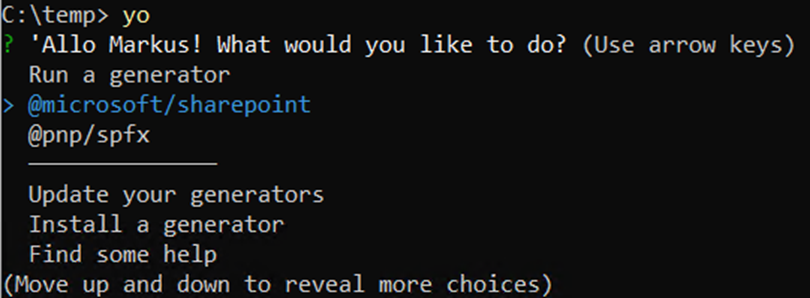 C:\temp> yo
? 'Allo Markus! What would you like to do? (Use arrow keys)
Run a generator
> @microsoft/sharepoint
@pnp/spfx
──────────────
Update your generators
Install a generator
Find some help
(Move up and down to reveal more choices)